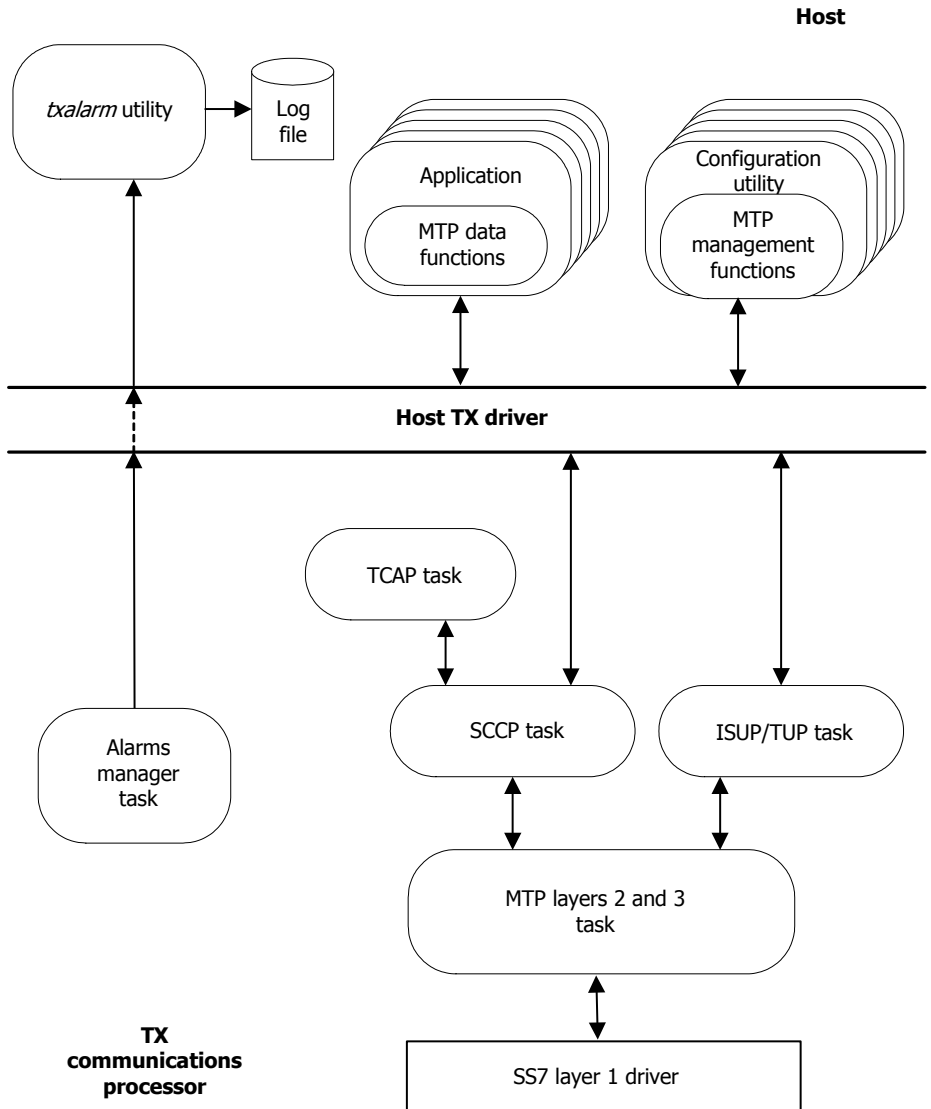 Host
txalarm utility
Log
file
Application
MTP data
functions
Configuration
utility
MTP
management
functions
Host TX driver
TCAP task
SCCP task
ISUP/TUP task
Alarms
manager
task
MTP layers 2 and 3
task
TX
communications
processor
SS7 layer 1 driver